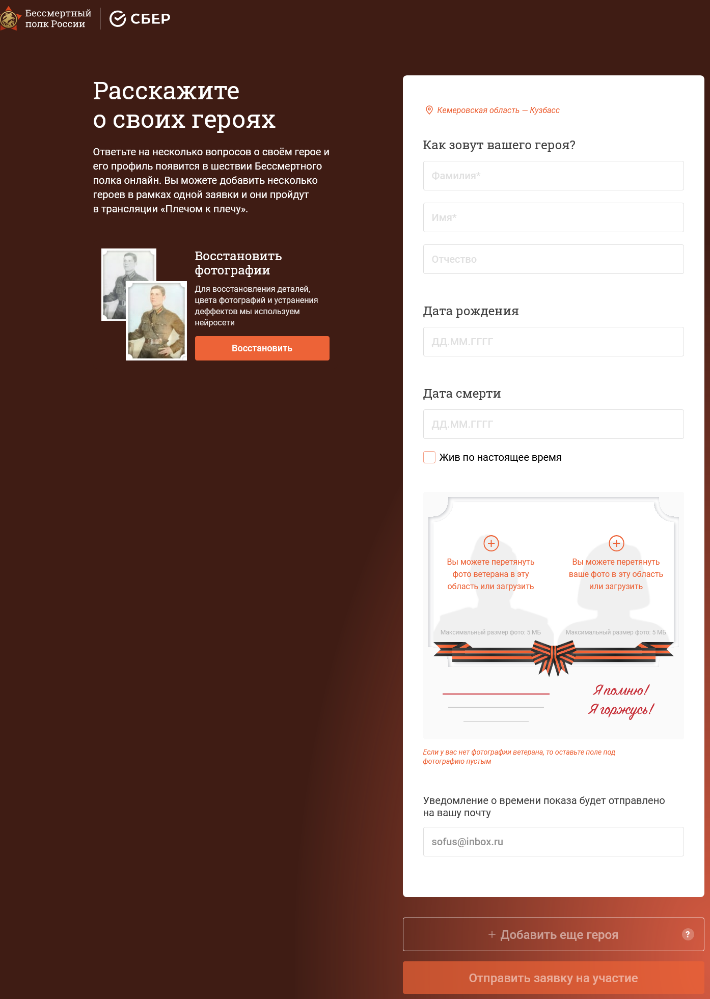 Бессмертный
полк России
СБЕР
Расскажите
о своих героях
Ответьте на несколько вопросов о своём герое и
его профиль появится в шествии Бессмертного
полка онлайн. Вы можете добавить несколько
героев в рамках одной заявки и они пройдут
в трансляции «Плечом к плечу».
Восстановить
фотографии
Для восстановления деталей,
цвета фотографий и устранения
деффектов мы используем
нейросети
Восстановить
Кемеровская область — Кузбасс
Как зовут вашего героя?
Фамилия*
Имя*
Отчество
Дата рождения
ДД.ММ.ГГГГ
Дата смерти
ДД.ММ.ГГГГ
Жив по настоящее время
Вы можете перетянуть
фото ветерана в эту
область или загрузить
Максимальный размер фото: 5 МБ
Вы можете перетянуть
ваше фото в эту область
или загрузить
Максимальный размер фото: 5 МБ
Я помню!
Я горжусь!
Если у вас нет фотографии ветерана, то оставьте поле под
фотографию пустым
Уведомление о времени показа будет отправлено
на вашу почту
sofus@inbox.ru
+ Добавить еще героя ?
Отправить заявку на участие